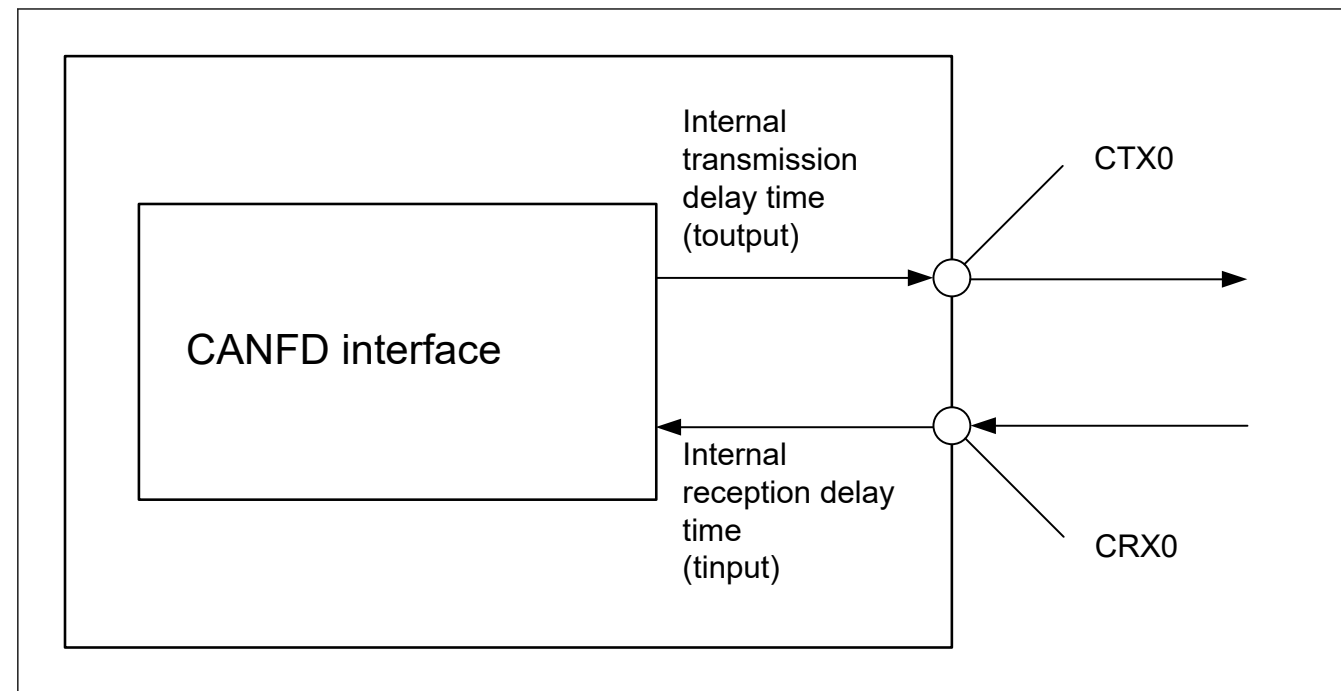 Internal
transmission
delay time
(toutput)
CTX0
CANFD interface
Internal
reception delay
time
(tinput)
CRX0